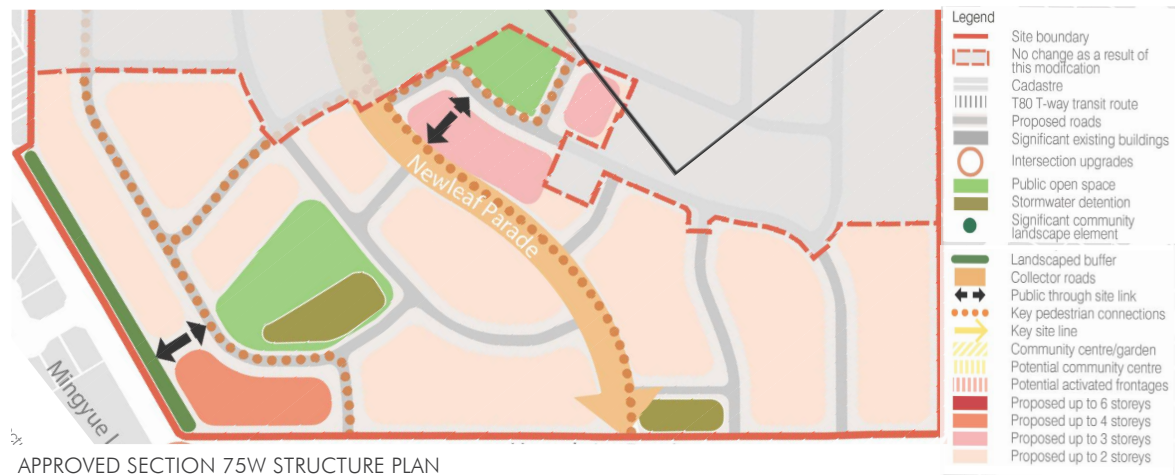 Newleaf Parade
Mingyue
APPROVED SECTION 75W STRUCTURE PLAN
Legend
Site boundary
No change as a result of
this modification
Cadastre
T80 T-way transit route
Proposed roads
Significant existing buildings
Intersection upgrades
Public open space
Stormwater detention
Significant community
landscape element
Landscaped buffer
Collector roads
Public through site link
Key pedestrian connections
Key site line
Community centre/garden
Potential community centre
Potential activated frontages
Proposed up to 6 storeys
Proposed up to 4 storeys
Proposed up to 3 storeys
Proposed up to 2 storeys